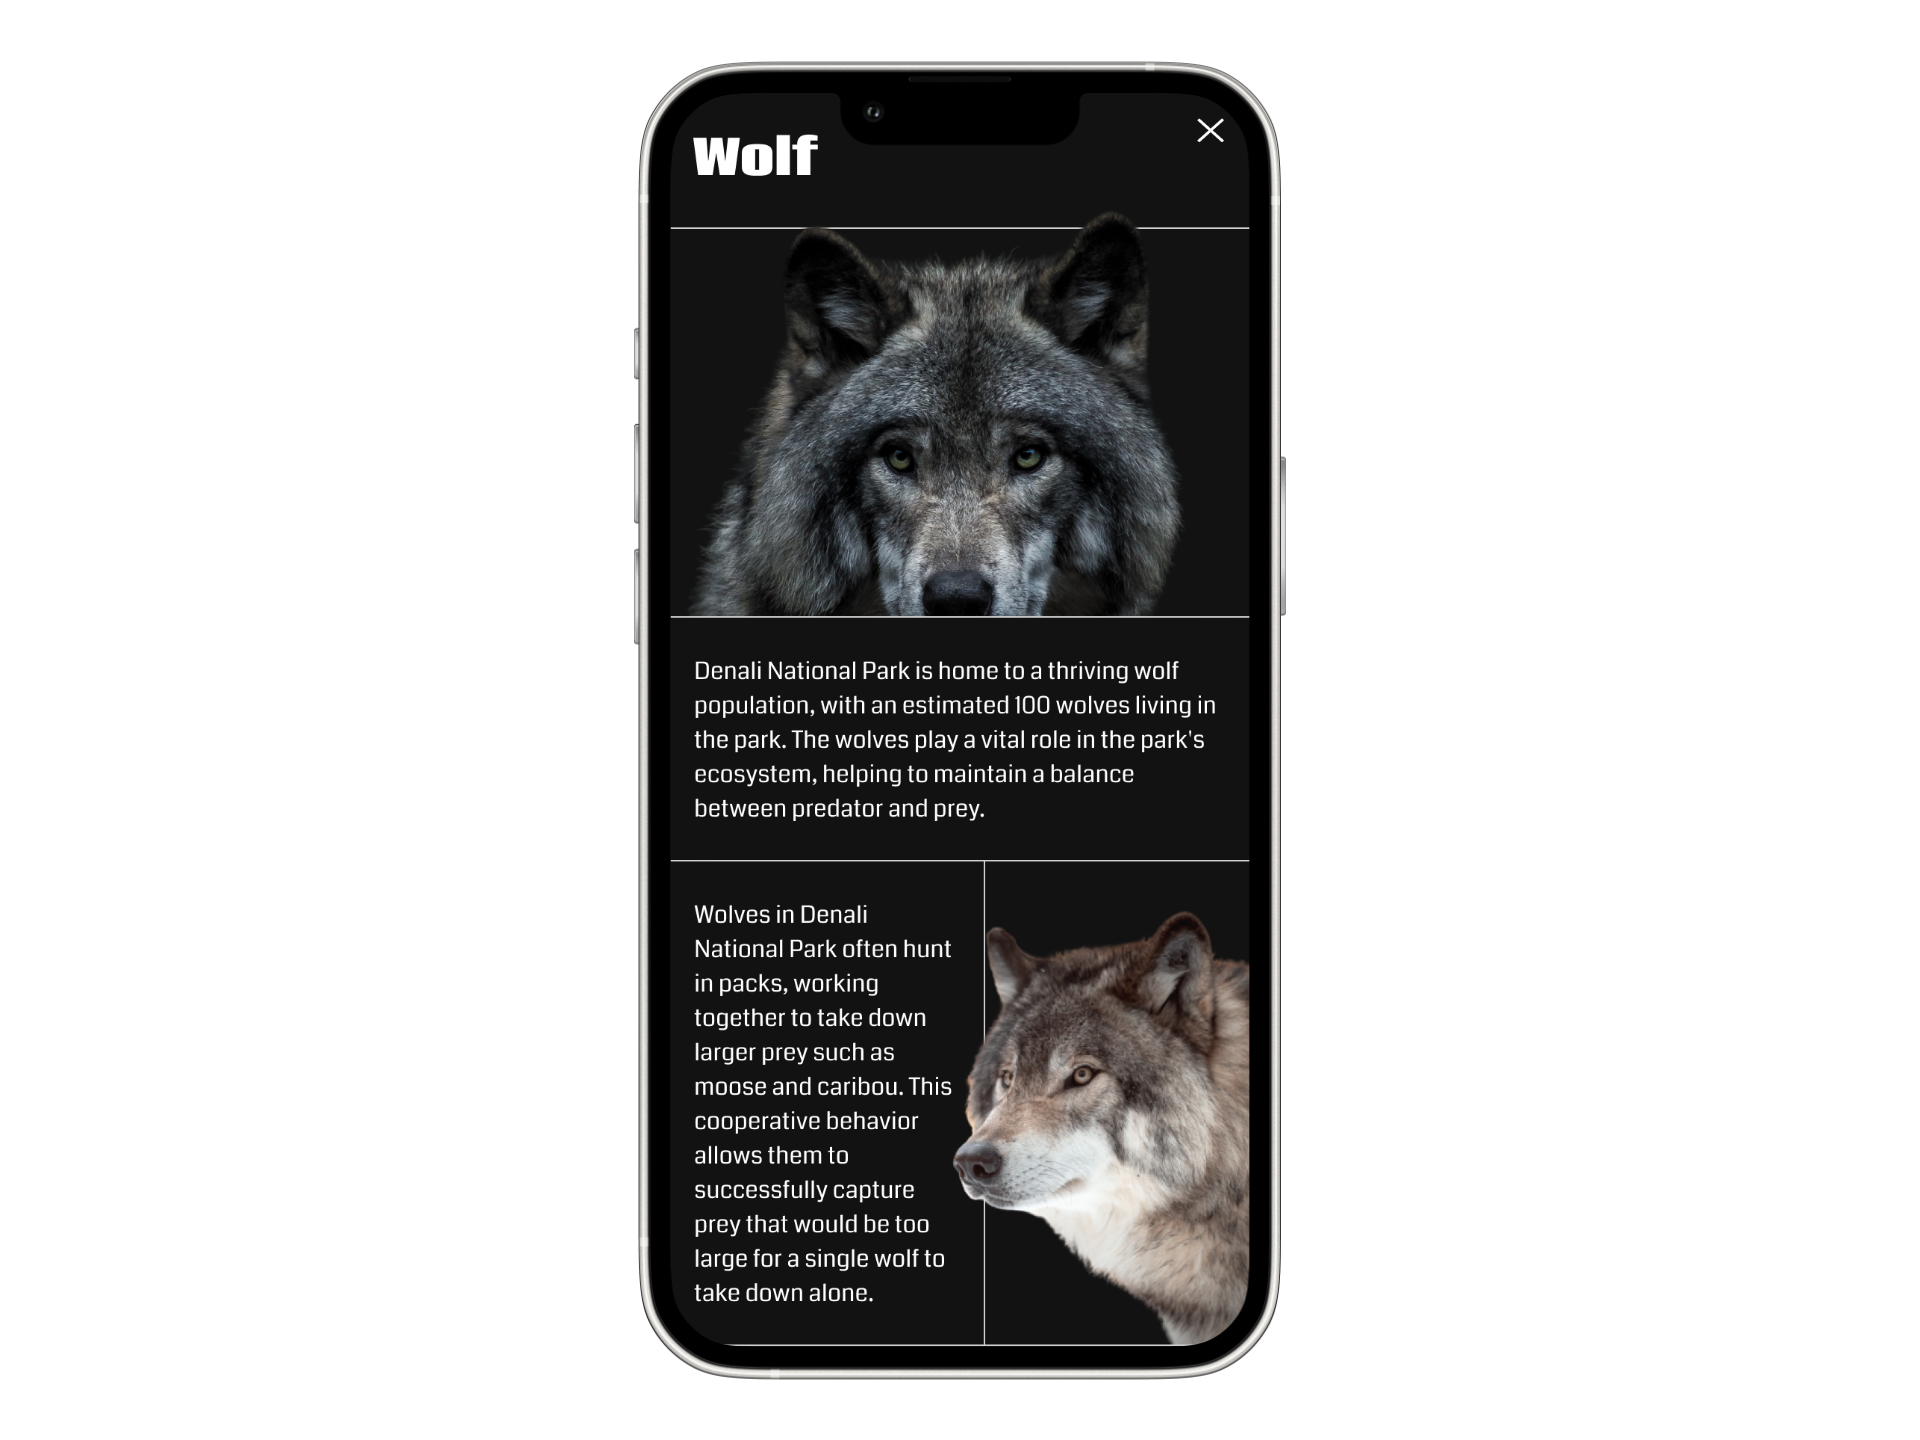 Wolf
Denali National Park is home to a thriving wolf
population, with an estimated 100 wolves living in
the park. The wolves play a vital role in the park's
ecosystem, helping to maintain a balance
between predator and prey.
Wolves in Denali
National Park often hunt
in packs, working
together to take down
larger prey such as
moose and caribou. This
cooperative behavior
allows them to
successfully capture
prey that would be too
large for a single wolf to
take down alone.